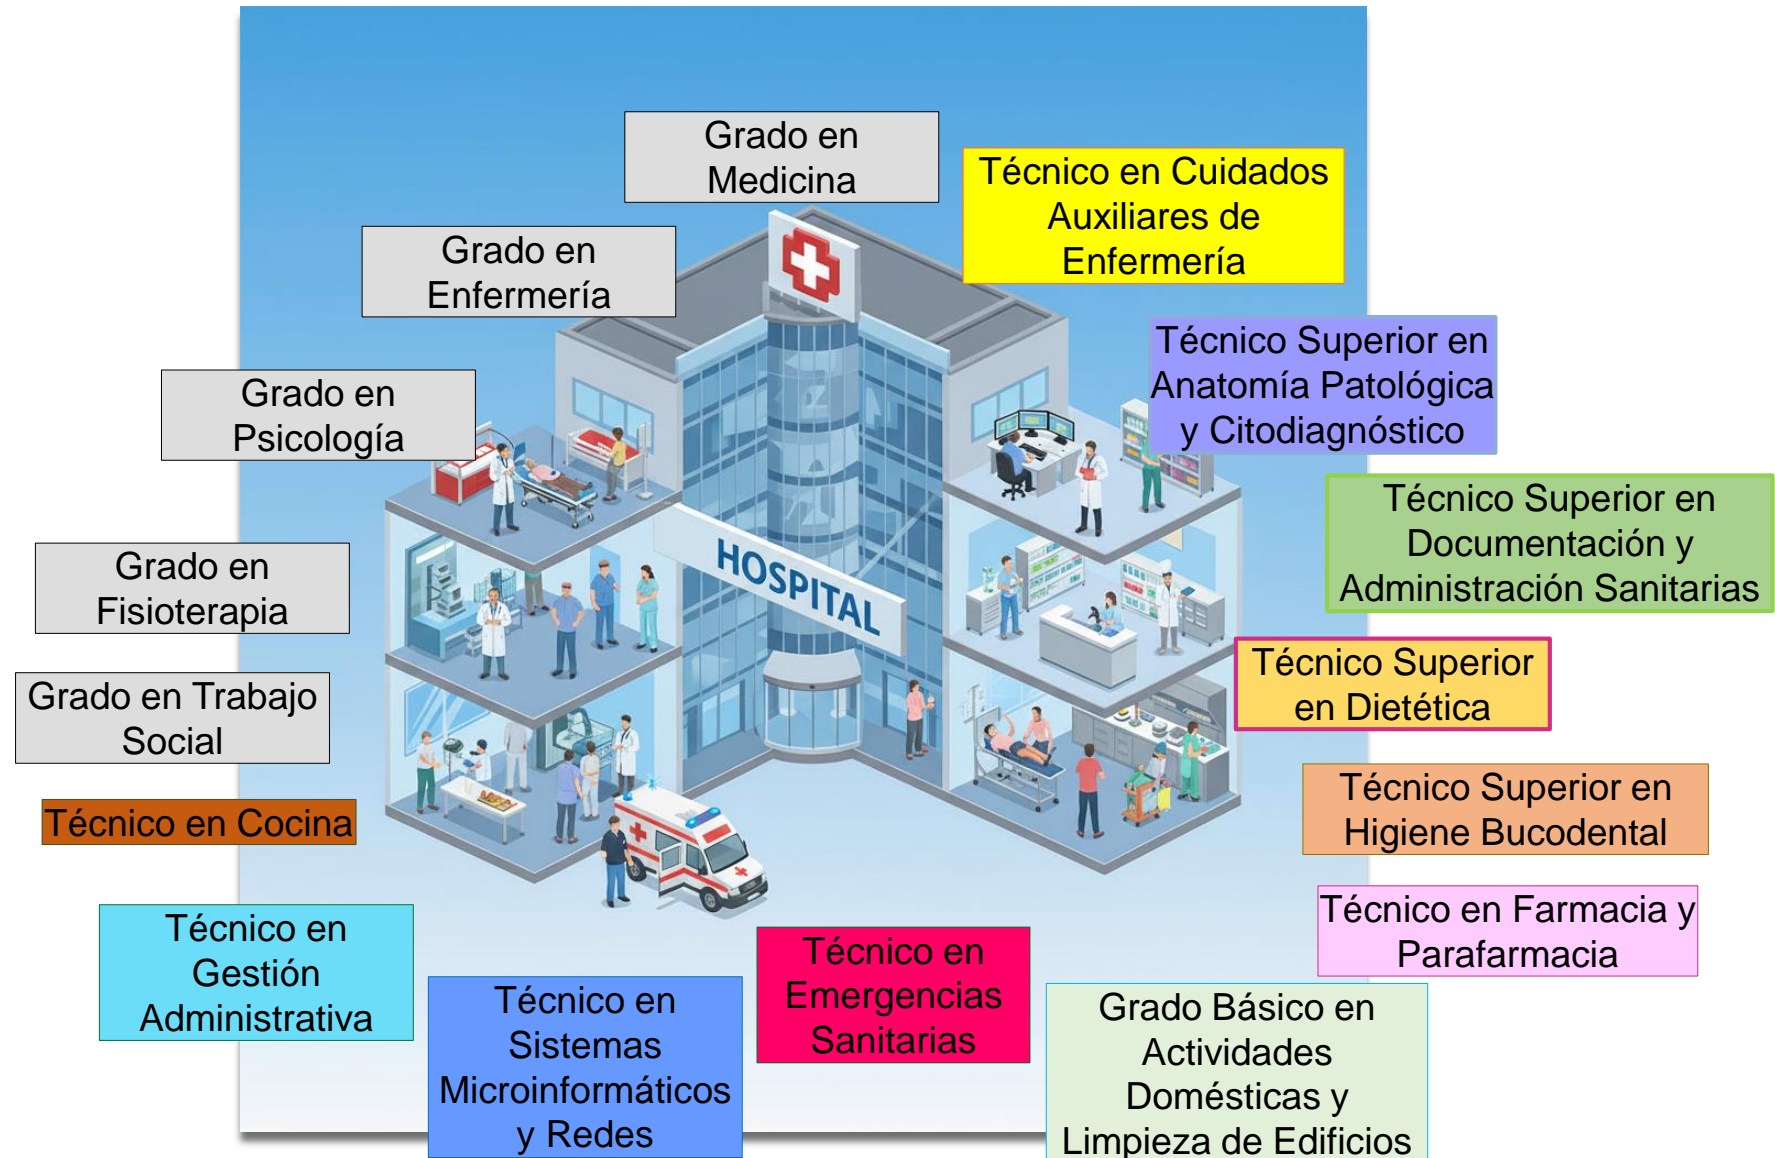 Grado en
Medicina
Técnico en Cuidados
Auxiliares de
Enfermería
Grado en
Enfermería
Técnico Superior en
Anatomía Patológica
y Citodiagnóstico
Grado en
Psicología
Técnico Superior en
Documentación y
Administración Sanitarias
Grado en
Fisioterapia
HOSPITAL
Técnico Superior
en Dietética
Grado en Trabajo
Social
Técnico Superior en
Higiene Bucodental
Técnico en Cocina
Técnico en Farmacia y
Parafarmacia
Técnico en
Gestión
Administrativa
Técnico en
Emergencias
Sanitarias
Técnico en
Sistemas
Microinformáticos
y Redes
Grado Básico en
Actividades
Domésticas y
Limpieza de Edificios